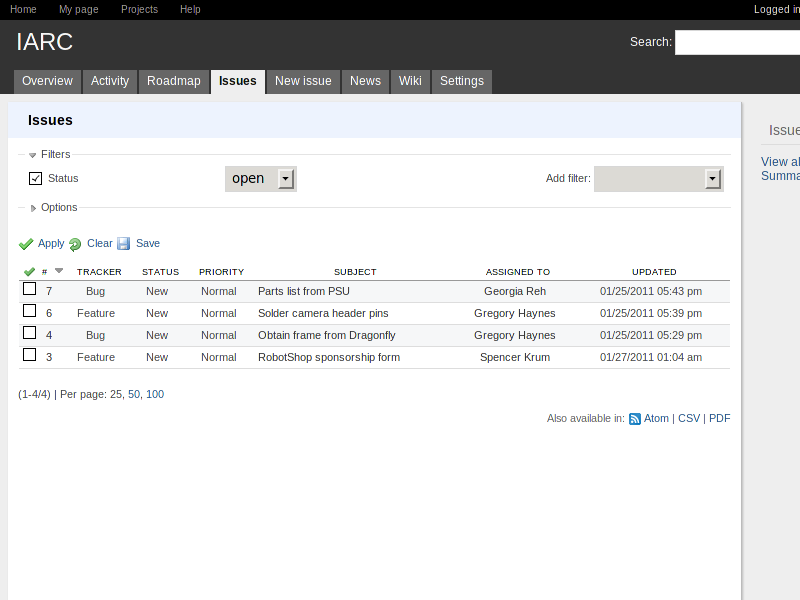 Home My page Projects Help Logged in
IARC Search:
Overview Activity Roadmap Issues New issue News Wiki Settings
Issues
Filters
Status open Add filter:
Options
Apply Clear Save
# TRACKER STATUS PRIORITY SUBJECT ASSIGNED TO UPDATED
7 Bug New Normal Parts list from PSU Georgia Reh 01/25/2011 05:43 pm
6 Feature New Normal Solder camera header pins Gregory Haynes 01/25/2011 05:39 pm
4 Bug New Normal Obtain frame from Dragonfly Gregory Haynes 01/25/2011 05:29 pm
3 Feature New Normal RobotShop sponsorship form Spencer Krum 01/27/2011 01:04 am
(1-4/4) | Per page: 25, 50, 100
Also available in: Atom | CSV | PDF
Issue
View al
Summa